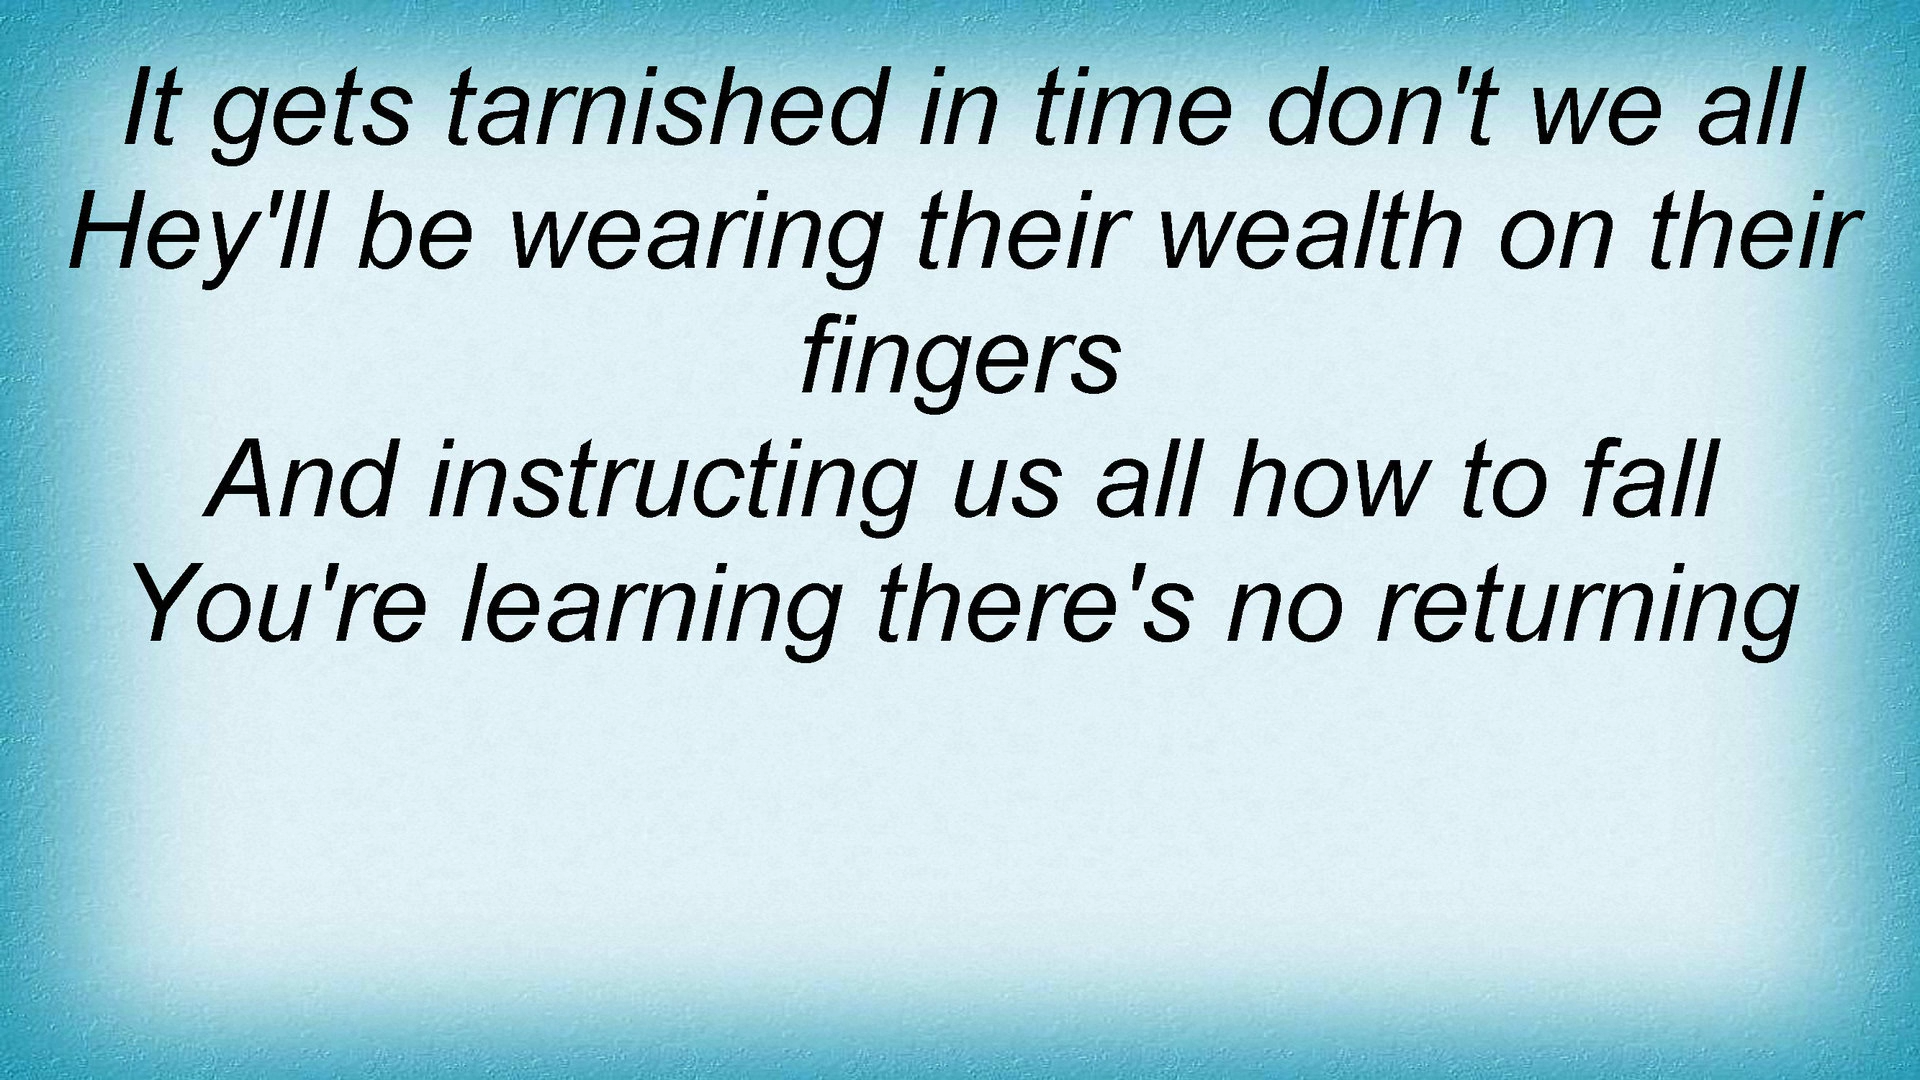 It gets tarnished in time don't we all
Hey'll be wearing their wealth on their
fingers
And instructing us all how to fall
You're learning there's no returning